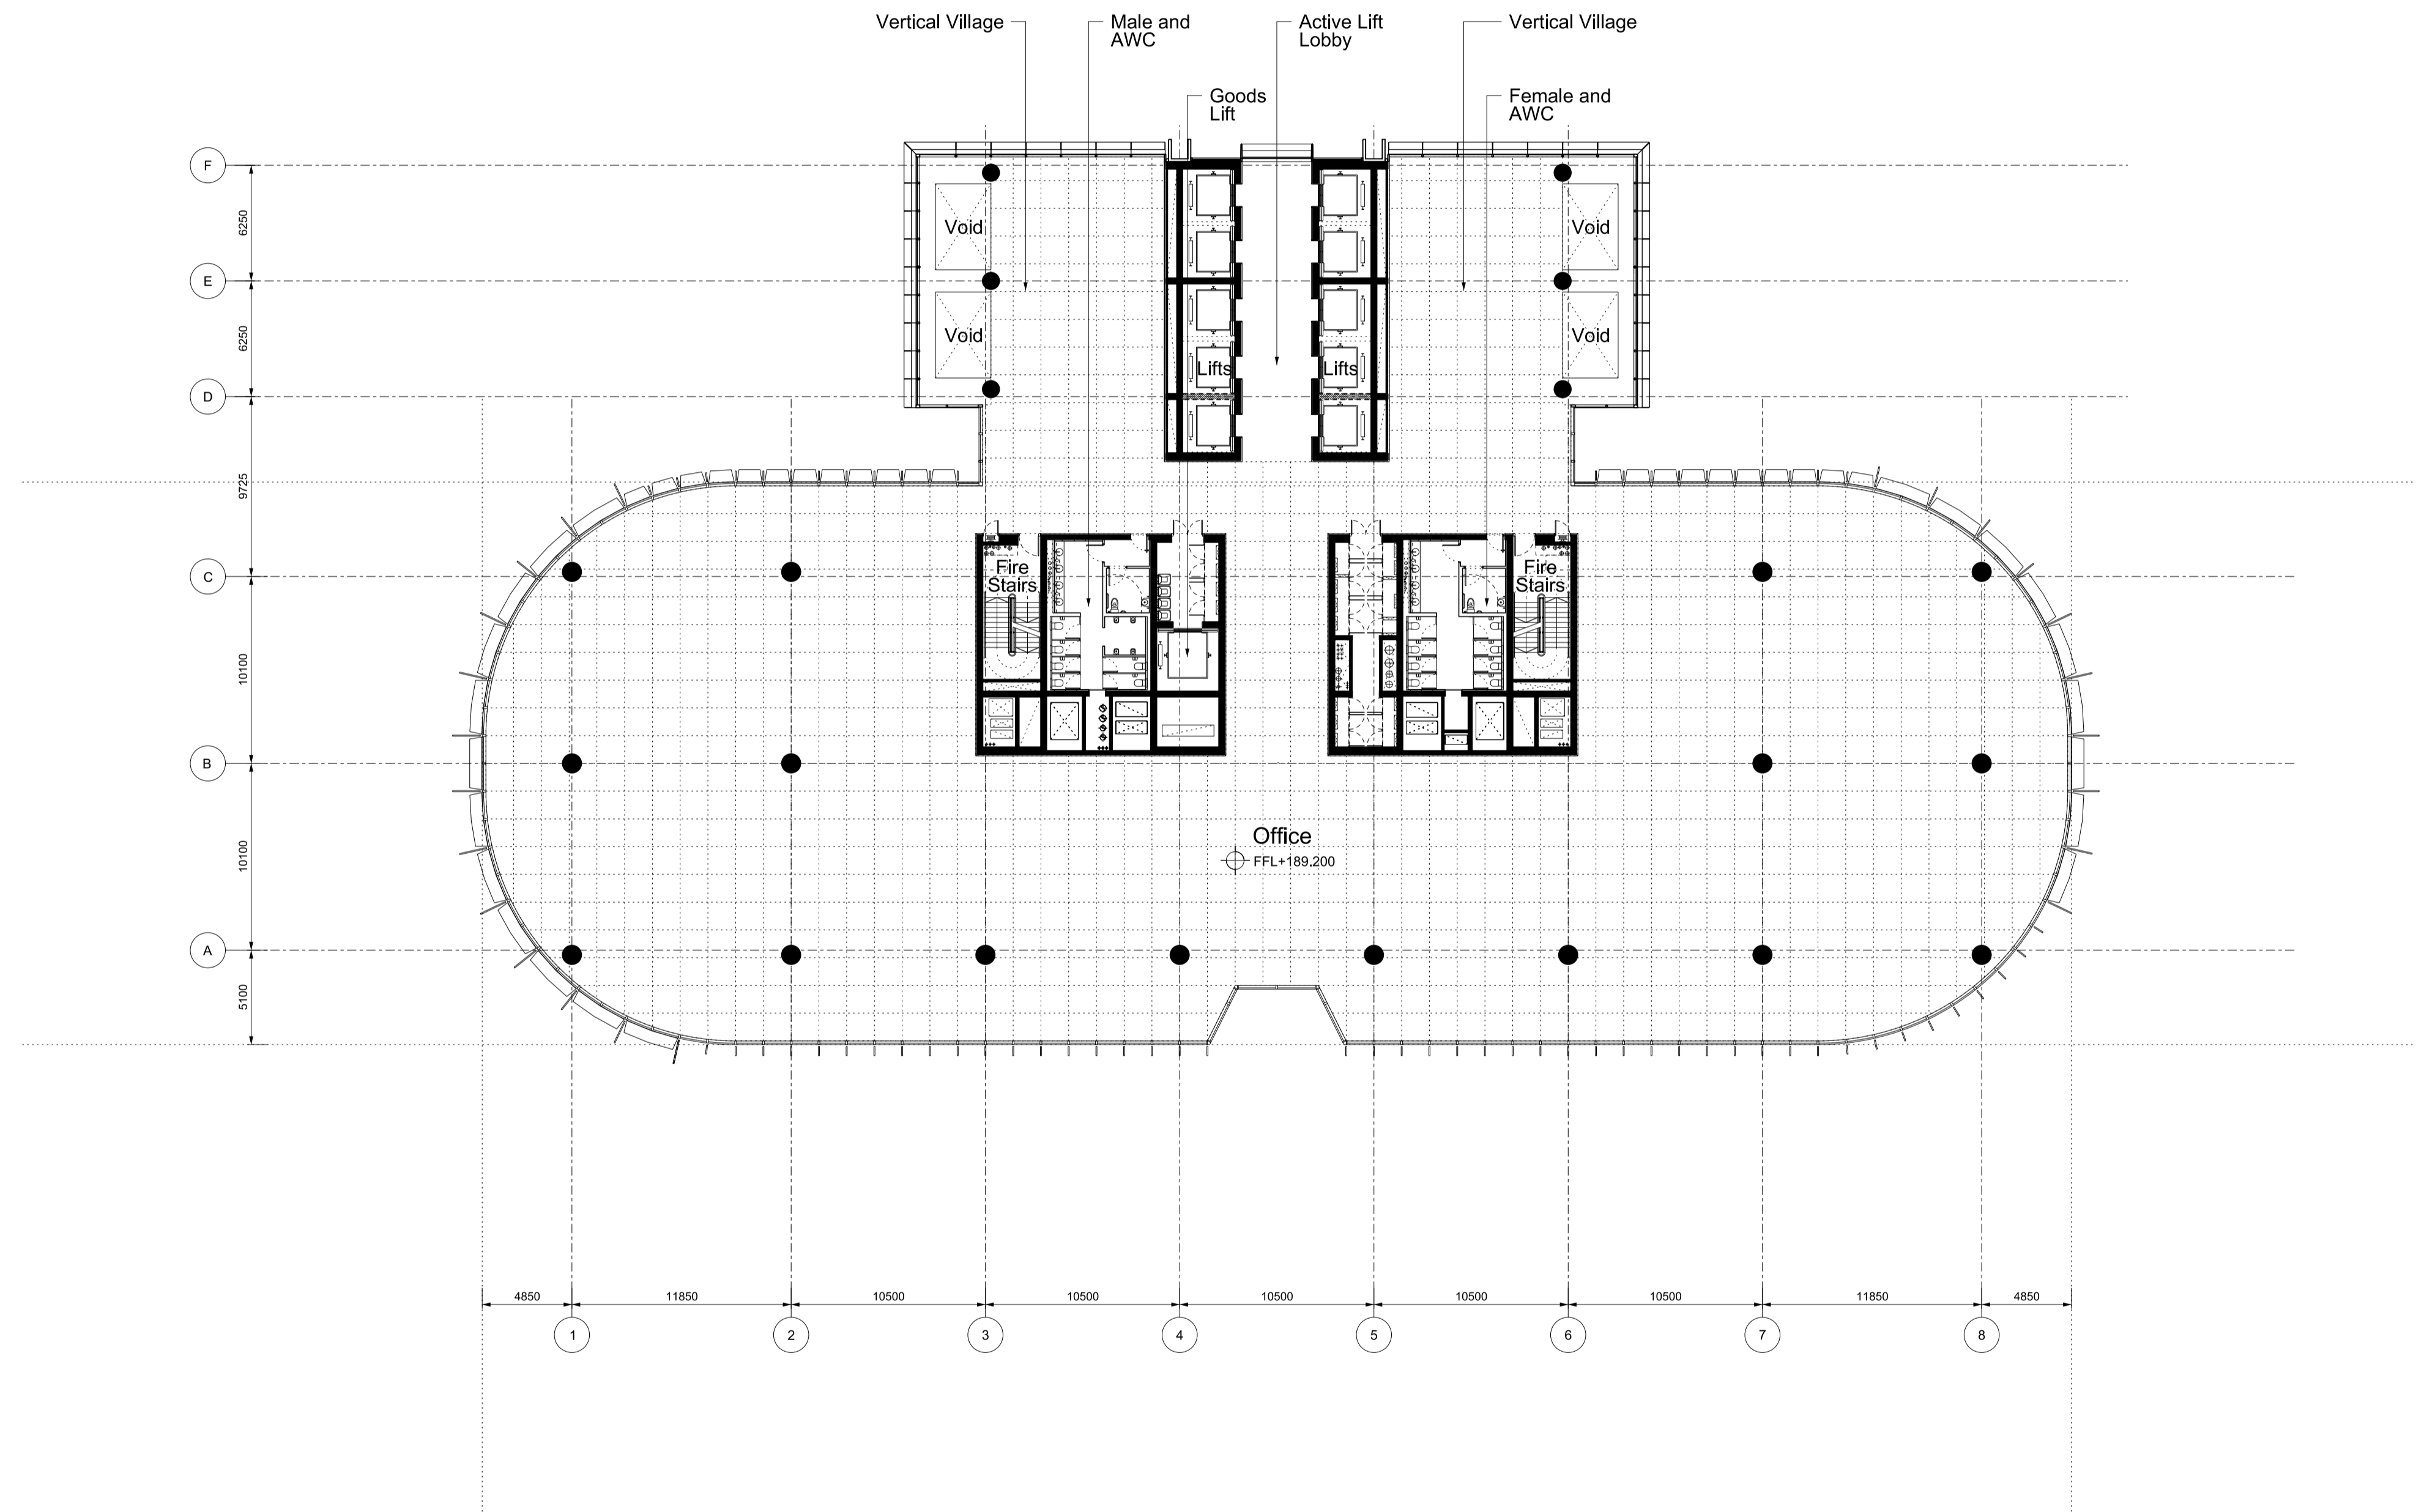 Vertical Village
Male and
AWC
Active Lift
Lobby
Vertical Village
Goods
Lift
Female and
AWC
F
6250
Void
Void
E
6250
Void
Void
Lifts
Lifts
D
9725
C
Fire
Stairs
Fire
Stairs
10100
B
Office
FFL+189.200
10100
A
5100
4850
11850
10500
10500
10500
10500
10500
11850
4850
1
2
3
4
5
6
7
8